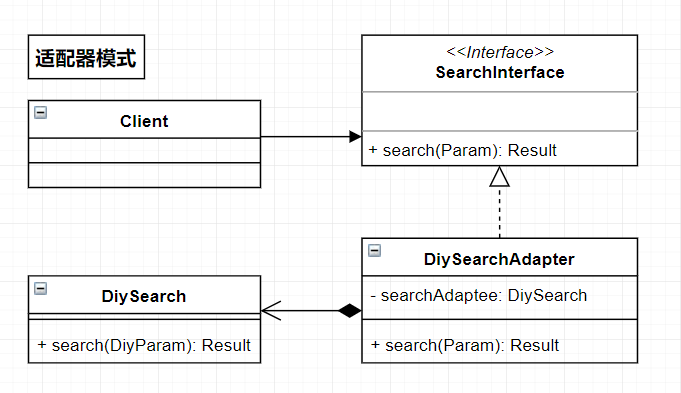 适配器模式
<<Interface>>
SearchInterface
+ search(Param): Result
Client
DiySearchAdapter
- searchAdaptee: DiySearch
+ search(Param): Result
DiySearch
+ search(DiyParam): Result